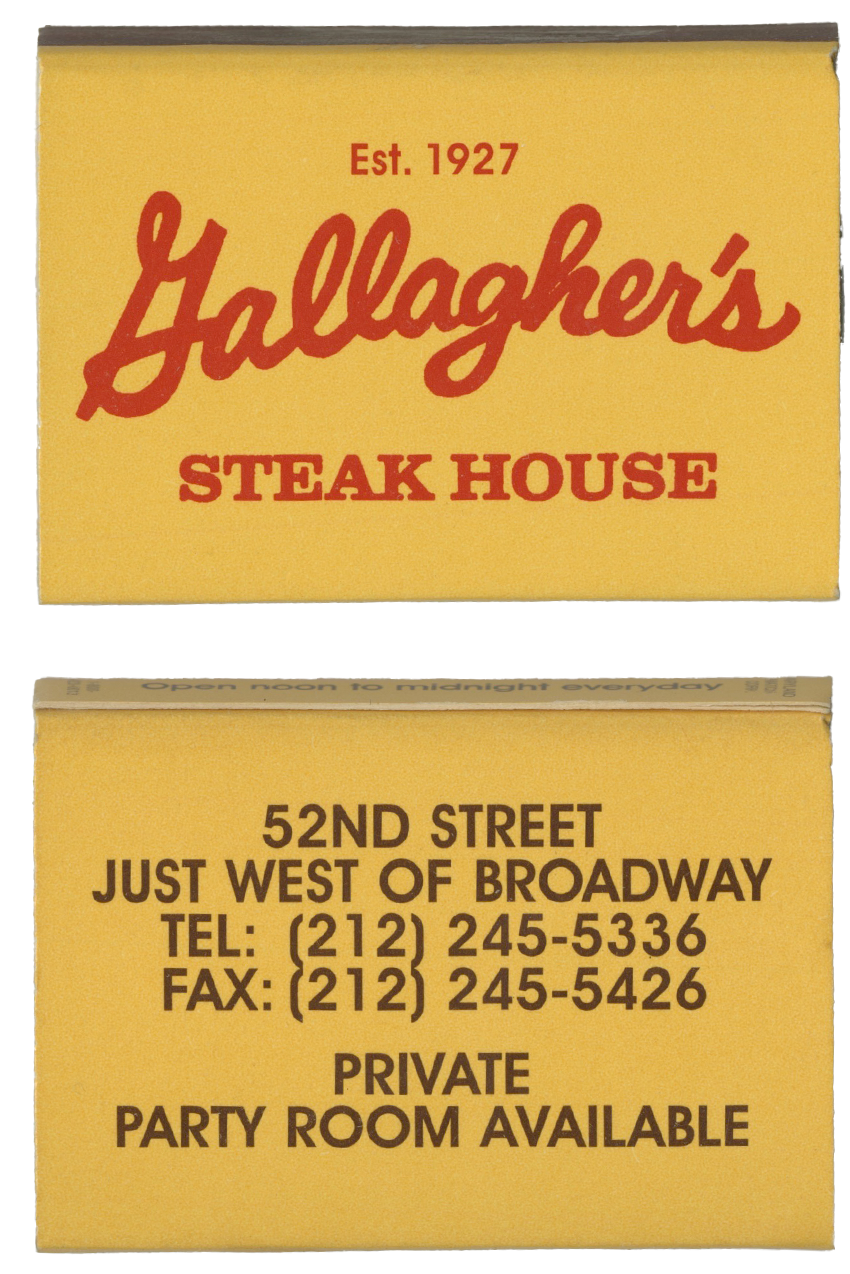 Est. 1927
Gallagher's
STEAK HOUSE
Open noon to midnight everyday
52ND STREET
JUST WEST OF BROADWAY
TEL: (212) 245-5336
FAX: (212) 245-5426
PRIVATE
PARTY ROOM AVAILABLE